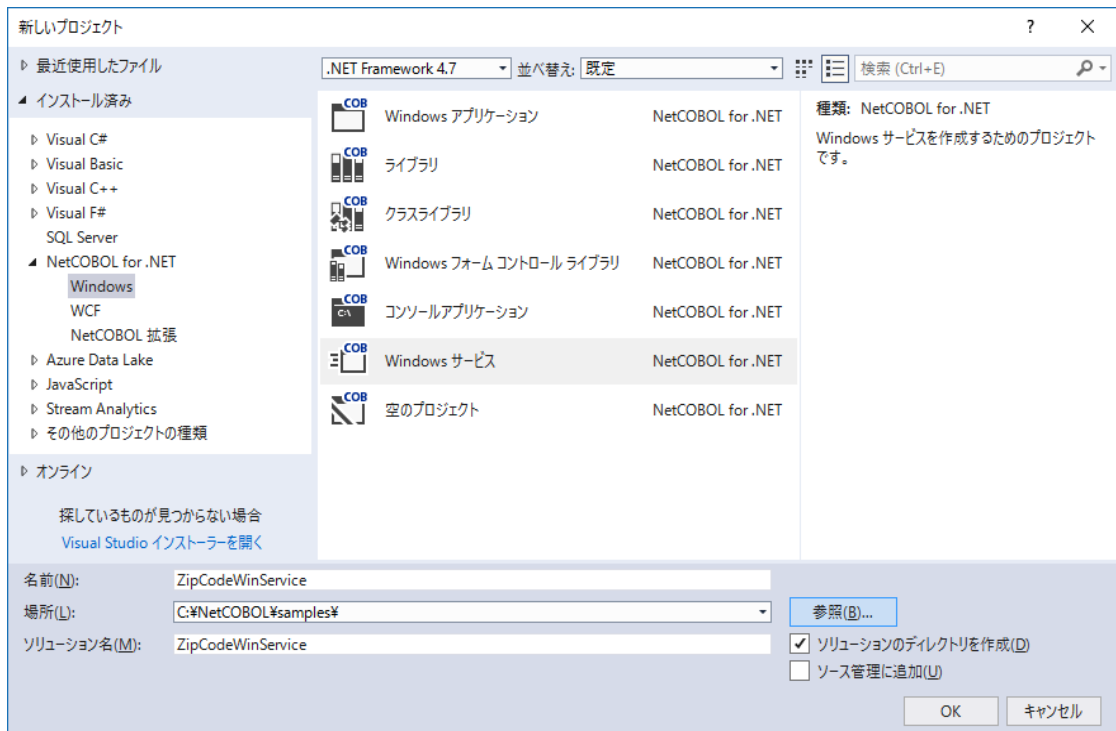 新しいプロジェクト
?
最近使用したファイル
.NET Framework 4.7
並べ替え:
既定
検索 (Ctrl+E)
インストール済み
Visual C#
Visual Basic
Visual C++
Visual F#
SQL Server
NetCOBOL for .NET
Windows
WCF
NetCOBOL 拡張
Azure Data Lake
JavaScript
Stream Analytics
その他のプロジェクトの種類
オンライン
探しているものが見つからない場合
Visual Studio インストーラーを開く
COB Windows アプリケーション NetCOBOL for .NET
COB ライブラリ NetCOBOL for .NET
COB クラスライブラリ NetCOBOL for .NET
COB Windows フォーム コントロール ライブラリ NetCOBOL for .NET
COB C:\ コンソールアプリケーション NetCOBOL for .NET
COB Windows サービス NetCOBOL for .NET
COB 空のプロジェクト NetCOBOL for .NET
種類: NetCOBOL for .NET
Windows サービスを作成するためのプロジェクト
です。
名前(N): ZipCodeWinService
場所(L): C:¥NetCOBOL¥samples¥
参照(B)...
ソリューション名(M): ZipCodeWinService
ソリューションのディレクトリを作成(D)
ソース管理に追加(U)
OK
キャンセル